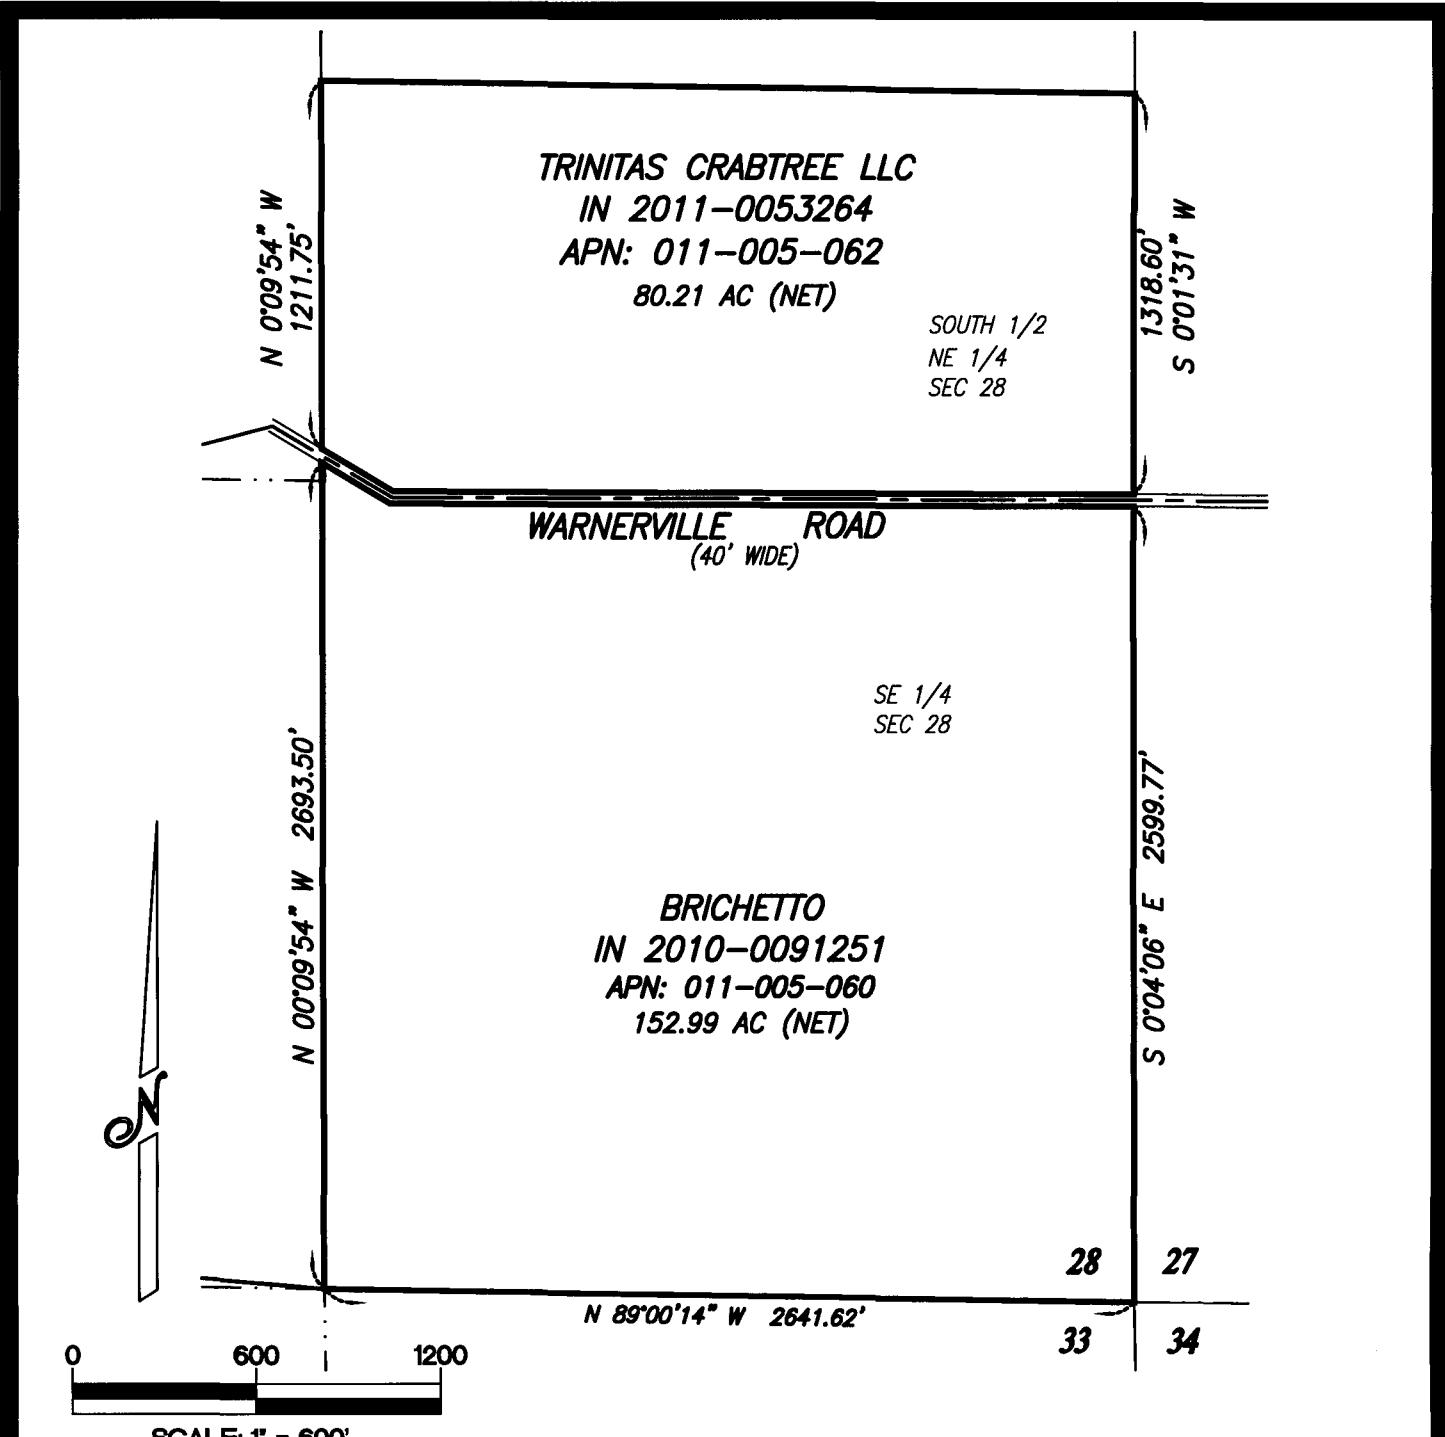 TRINITAS CRABTREE LLC
IN 2011-0053264
APN: 011-005-062
80.21 AC (NET)
N 0°09'54" W
1211.75'
1318.60'
S 0°01'31" W
SOUTH 1/2
NE 1/4
SEC 28
WARNERVILLE ROAD
(40' WIDE)
SE 1/4
SEC 28
N 00°09'54" W 2693.50'
S 0°04'06" E 2599.77'
BRICHETTO
IN 2010-0091251
APN: 011-005-060
152.99 AC (NET)
N
28 27
N 89°00'14" W 2641.62'
33 34
0 600 1200
SCALE: 1" = 600'